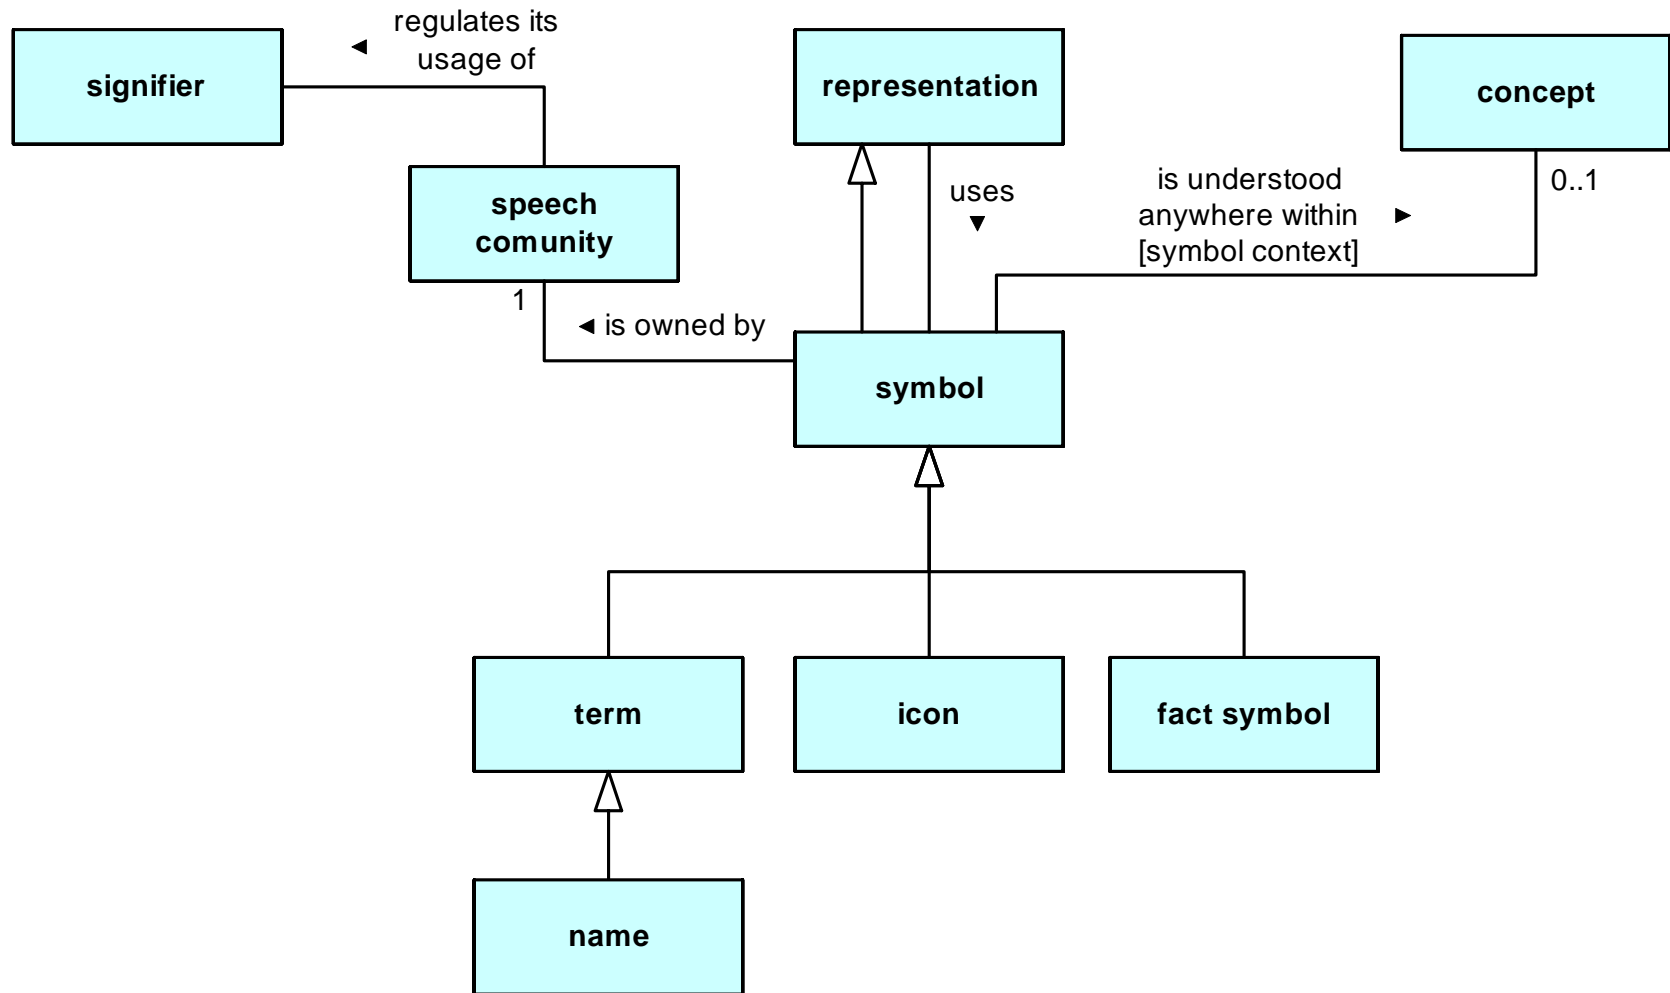 regulates its
usage of
signifier
representation
concept
speech
comunity
uses
is understood
anywhere within
[symbol context]
0..1
1
is owned by
symbol
term
icon
fact symbol
name